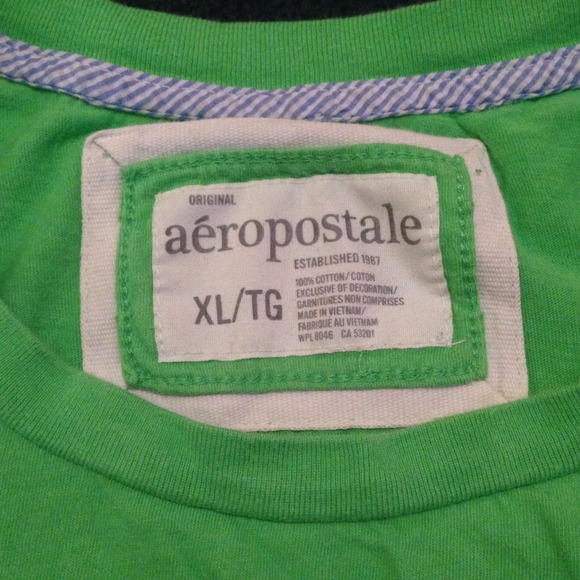 ORIGINAL
aéropostale
ESTABLISHED 1987
XL/TG
100% COTTON/COTON
EXCLUSIVE OF DECORATION/
GARNITURES NON COMPRISES
MADE IN VIETNAM/
FABRIQUÉ AU VIETNAM
WPL 8046 CA 53201